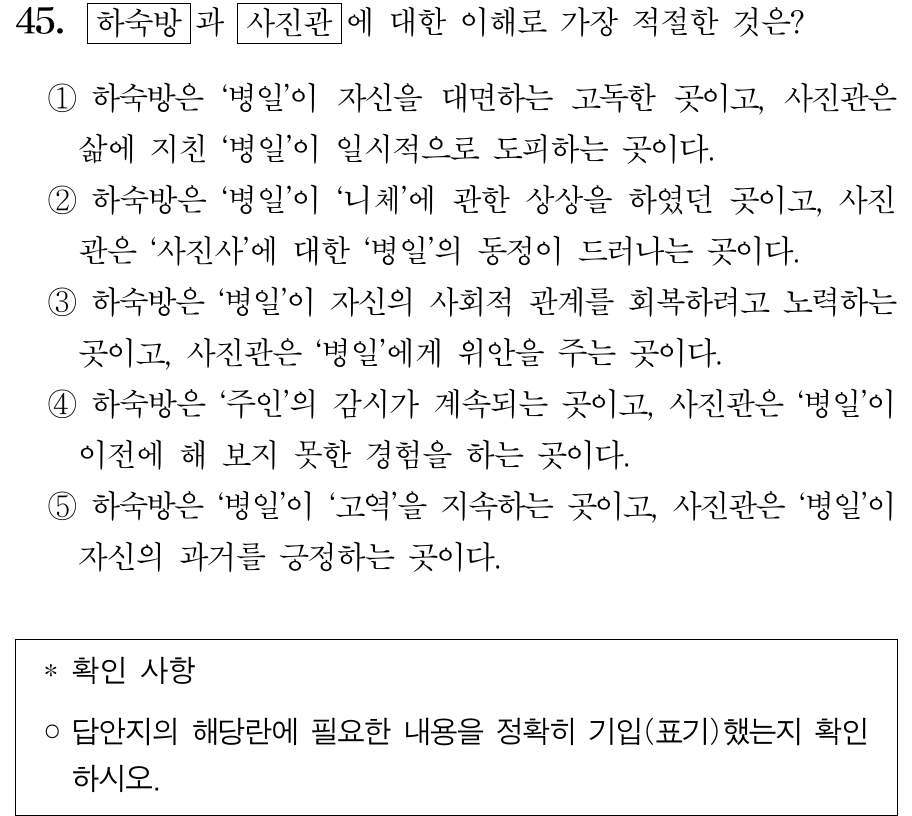 45. 하숙방 과 사진관 에 대한 이해로 가장 적절한 것은?
① 하숙방은 ‘병일’이 자신을 대면하는 고독한 곳이고, 사진관은
삶에 지친 ‘병일’이 일시적으로 도피하는 곳이다.
② 하숙방은 ‘병일’이 ‘니체’에 관한 상상을 하였던 곳이고, 사진
관은 ‘사진사’에 대한 ‘병일’의 동정이 드러나는 곳이다.
③ 하숙방은 ‘병일’이 자신의 사회적 관계를 회복하려고 노력하는
곳이고, 사진관은 ‘병일’에게 위안을 주는 곳이다.
④ 하숙방은 ‘주인’의 감시가 계속되는 곳이고, 사진관은 ‘병일’이
이전에 해 보지 못한 경험을 하는 곳이다.
⑤ 하숙방은 ‘병일’이 ‘고역’을 지속하는 곳이고, 사진관은 ‘병일’이
자신의 과거를 긍정하는 곳이다.
* 확인 사항
○ 답안지의 해당란에 필요한 내용을 정확히 기입(표기)했는지 확인
하시오.